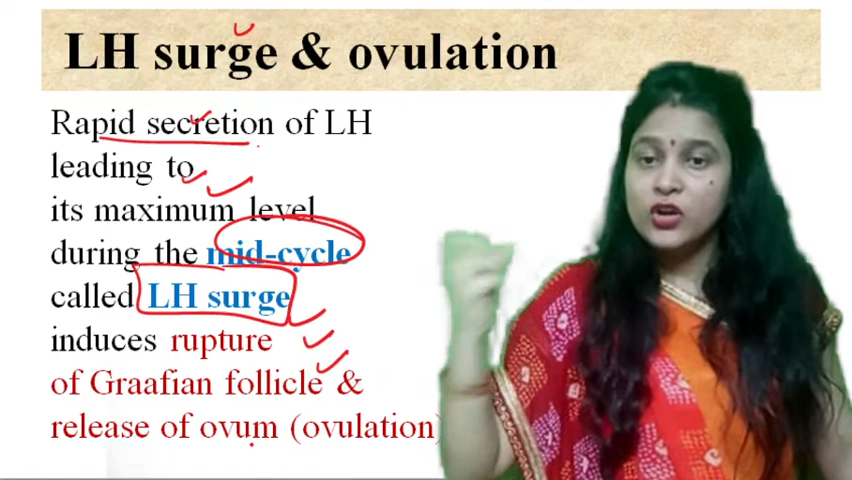 LH surge & ovulation
Rapid secretion of LH
leading to
its maximum level
during the mid-cycle
called LH surge
induces rupture
of Graafian follicle &
release of ovum (ovulation)